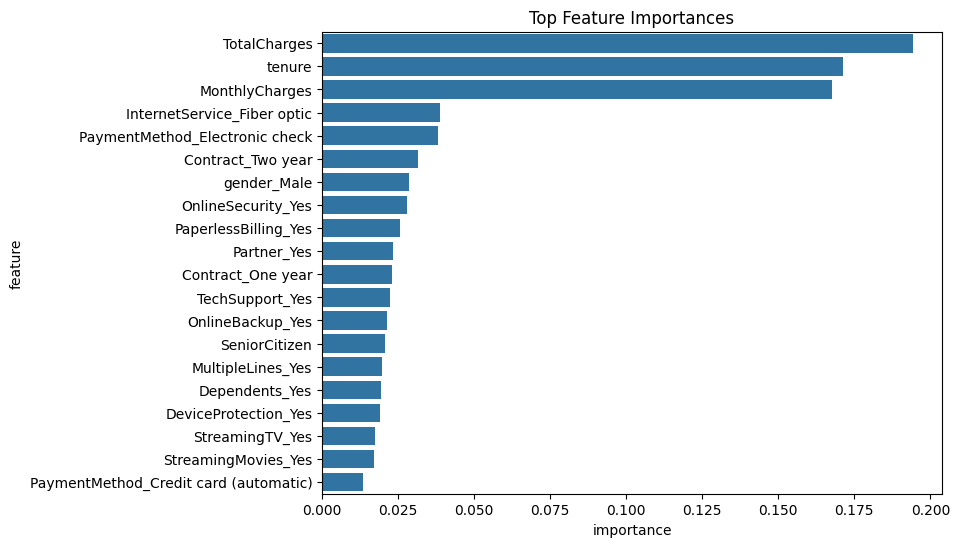 Top Feature Importances
feature
TotalCharges
tenure
MonthlyCharges
InternetService_Fiber optic
PaymentMethod_Electronic check
Contract_Two year
gender_Male
OnlineSecurity_Yes
PaperlessBilling_Yes
Partner_Yes
Contract_One year
TechSupport_Yes
OnlineBackup_Yes
SeniorCitizen
MultipleLines_Yes
Dependents_Yes
DeviceProtection_Yes
StreamingTV_Yes
StreamingMovies_Yes
PaymentMethod_Credit card (automatic)
0.000 0.025 0.050 0.075 0.100 0.125 0.150 0.175 0.200
importance